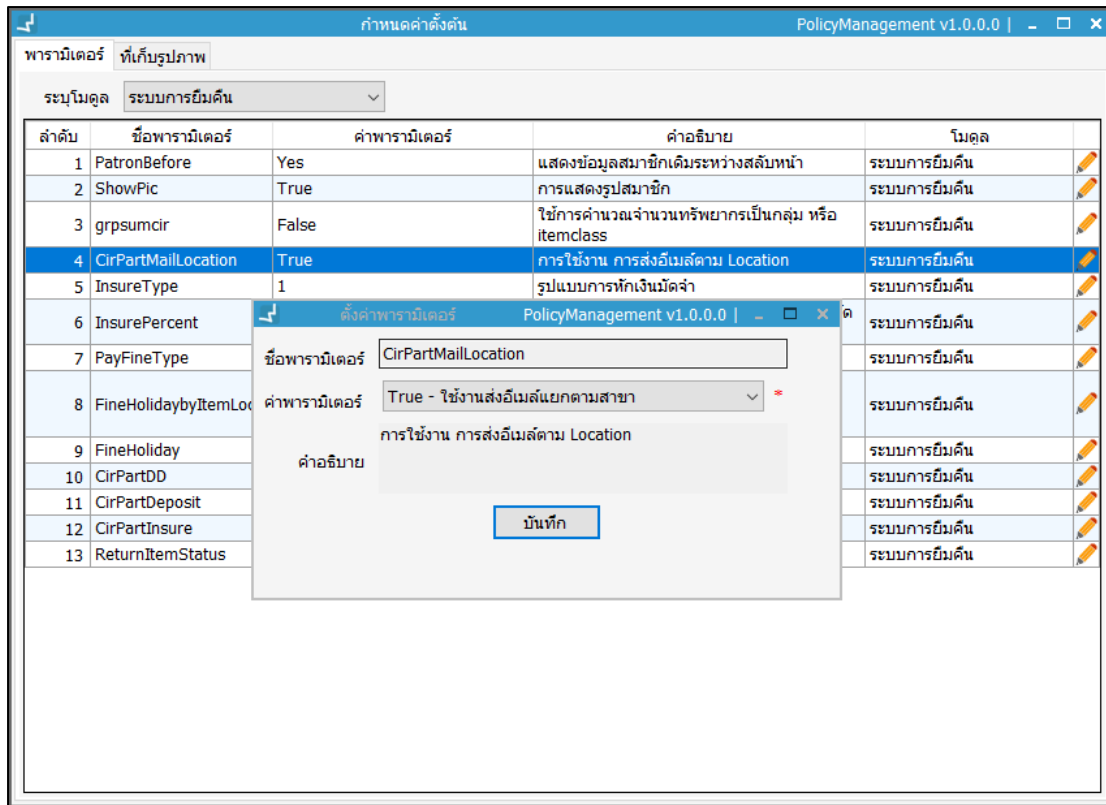 กำหนดค่าตั้งต้น PolicyManagement v1.0.0.0 |
พารามิเตอร์ ที่เก็บรูปภาพ
ระบุโมดูล ระบบการยืมคืน
ลำดับ ชื่อพารามิเตอร์ ค่าพารามิเตอร์ คำอธิบาย โมดูล
1 PatronBefore Yes แสดงข้อมูลสมาชิกเดิมระหว่างสลับหน้า ระบบการยืมคืน
2 ShowPic True การแสดงรูปสมาชิก ระบบการยืมคืน
3 grpsumcir False ใช้การคำนวณจำนวนทรัพยากรเป็นกลุ่ม หรือ
itemclass ระบบการยืมคืน
4 CirPartMailLocation True การใช้งาน การส่งอีเมล์ตาม Location ระบบการยืมคืน
5 InsureType 1 รูปแบบการหักเงินมัดจำ ระบบการยืมคืน
6 InsurePercent ระบบการยืมคืน
7 PayFineType ระบบการยืมคืน
8 FineHolidaybyItemLoc ระบบการยืมคืน
9 FineHoliday ระบบการยืมคืน
10 CirPartDD ระบบการยืมคืน
11 CirPartDeposit ระบบการยืมคืน
12 CirPartInsure ระบบการยืมคืน
13 ReturnItemStatus ระบบการยืมคืน
ตั้งค่าพารามิเตอร์ PolicyManagement v1.0.0.0 |
ชื่อพารามิเตอร์ CirPartMailLocation
ค่าพารามิเตอร์ True - ใช้งานส่งอีเมล์แยกตามสาขา *
การใช้งาน การส่งอีเมล์ตาม Location
คำอธิบาย
บันทึก